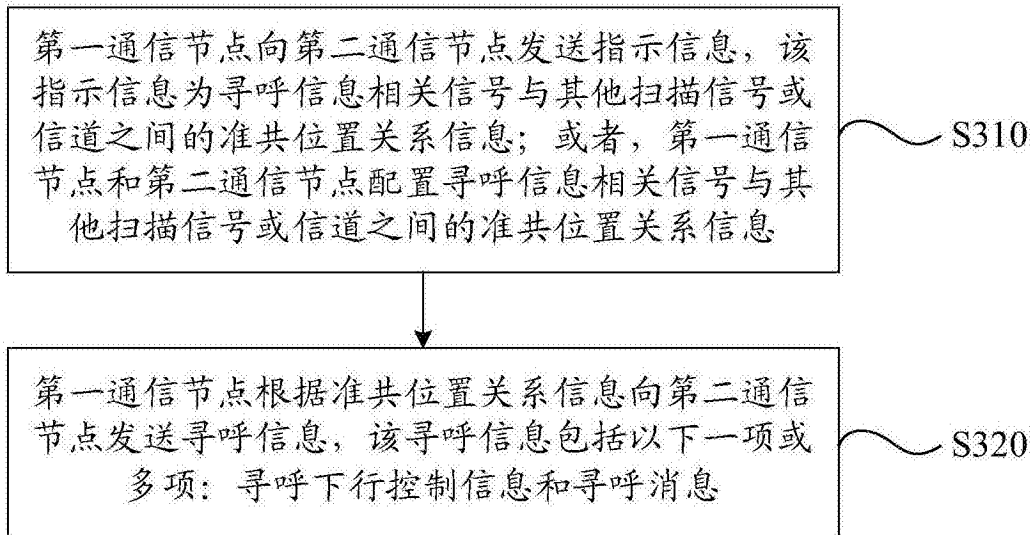 第一通信节点向第二通信节点发送指示信息，该
指示信息为寻呼信息相关信号与其他扫描信号或
信道之间的准共位置关系信息；或者，第一通信
节点和第二通信节点配置寻呼信息相关信号与其
他扫描信号或信道之间的准共位置关系信息
S310
第一通信节点根据准共位置关系信息向第二通信
节点发送寻呼信息，该寻呼信息包括以下一项或
多项：寻呼下行控制信息和寻呼消息
S320